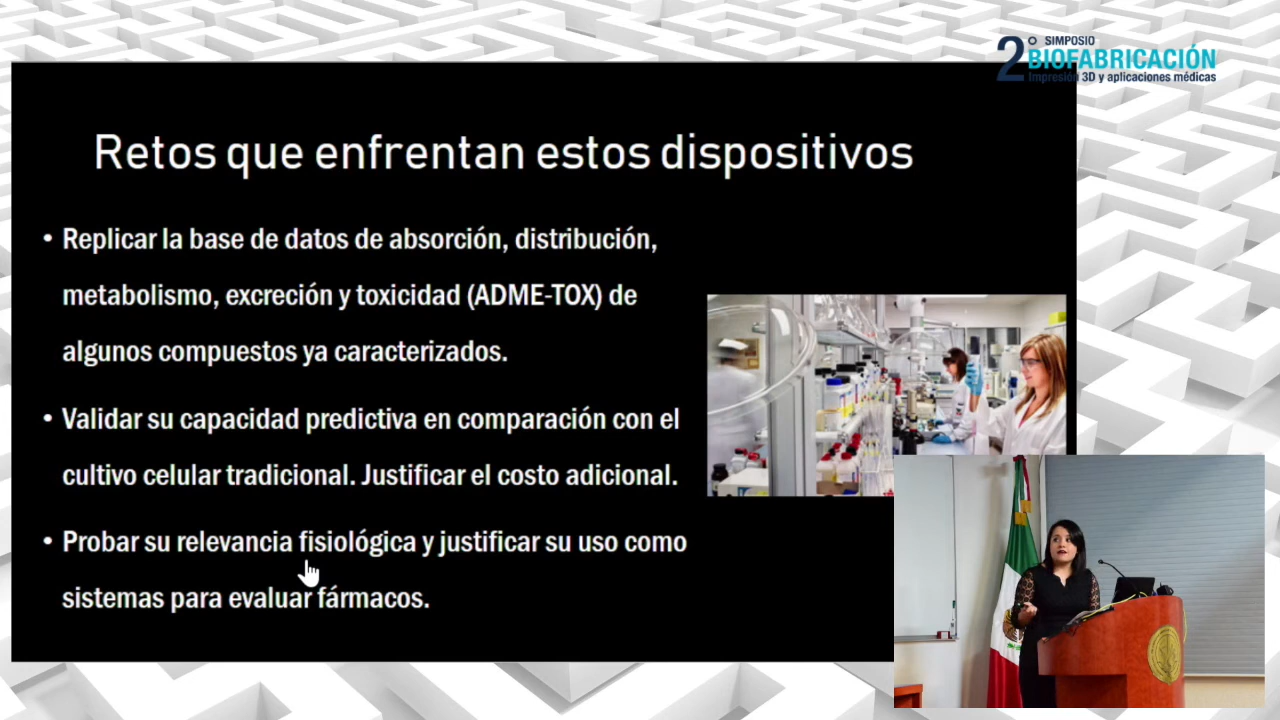 2° SIMPOSIO
BIOFABRICACIÓN
Impresión 3D y aplicaciones médicas
Retos que enfrentan estos dispositivos
• Replicar la base de datos de absorción, distribución,
metabolismo, excreción y toxicidad (ADME-TOX) de
algunos compuestos ya caracterizados.
• Validar su capacidad predictiva en comparación con el
cultivo celular tradicional. Justificar el costo adicional.
• Probar su relevancia fisiológica y justificar su uso como
sistemas para evaluar fármacos.